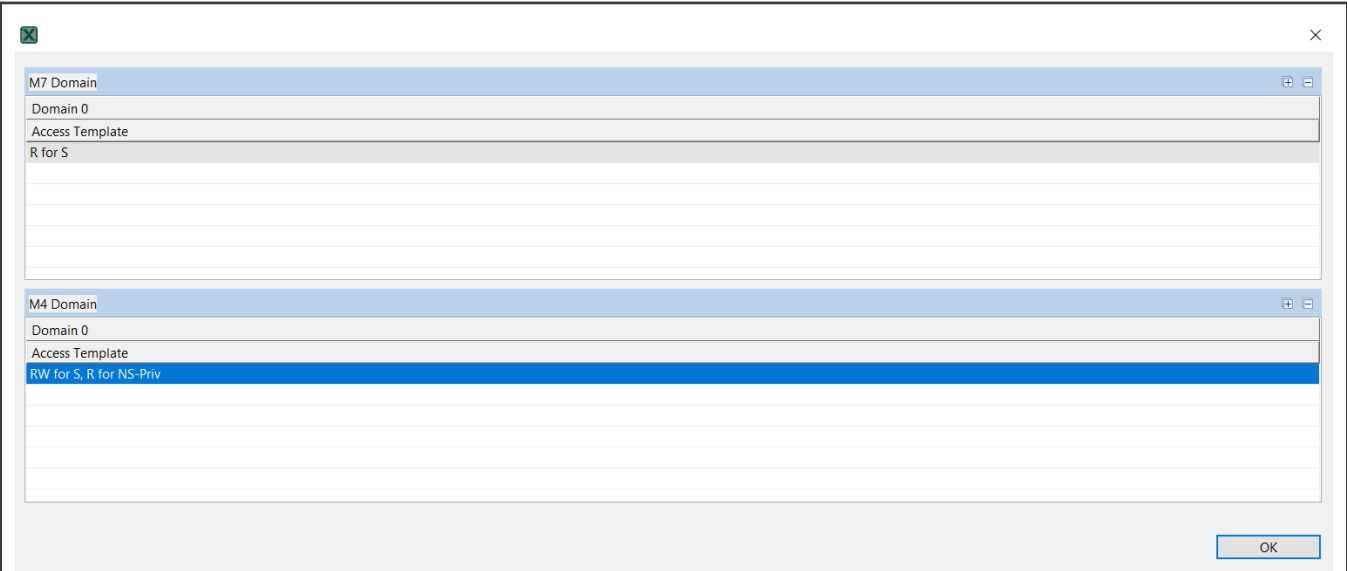 M7 Domain
Domain 0
Access Template
R for S
M4 Domain
Domain 0
Access Template
RW for S, R for NS-Priv
OK